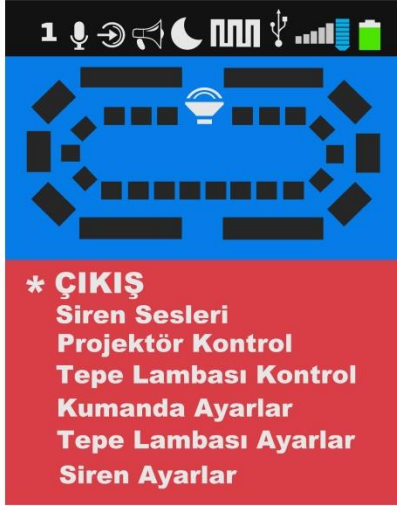 1
* ÇIKIŞ
Siren Sesleri
Projektör Kontrol
Tepe Lambası Kontrol
Kumanda Ayarlar
Tepe Lambası Ayarlar
Siren Ayarlar